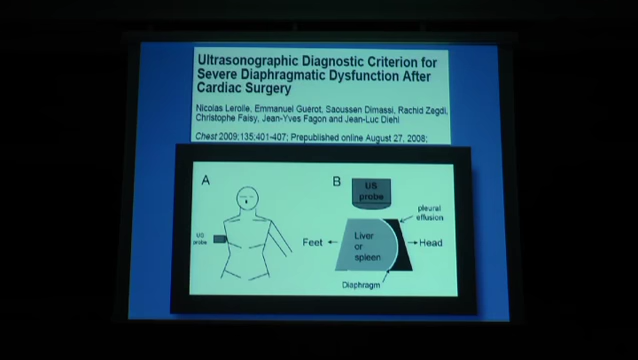 Ultrasonographic Diagnostic Criterion for
Severe Diaphragmatic Dysfunction After
Cardiac Surgery
Nicolas Lerolle, Emmanuel Guérot, Saoussen Dimassi, Rachid Zegdi,
Christophe Faisy, Jean-Yves Fagon and Jean-Luc Diehl
Chest 2009;135;401-407; Prepublished online August 27, 2008;
A
US
probe
B
US
probe
pleural
effusion
Feet
Liver
or
spleen
Head
Diaphragm